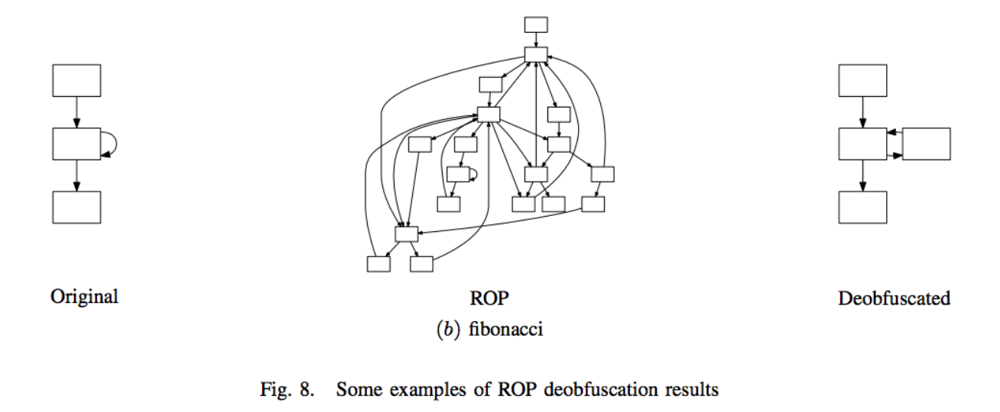 Original
ROP
Deobfuscated
(b) fibonacci
Fig. 8. Some examples of ROP deobfuscation results